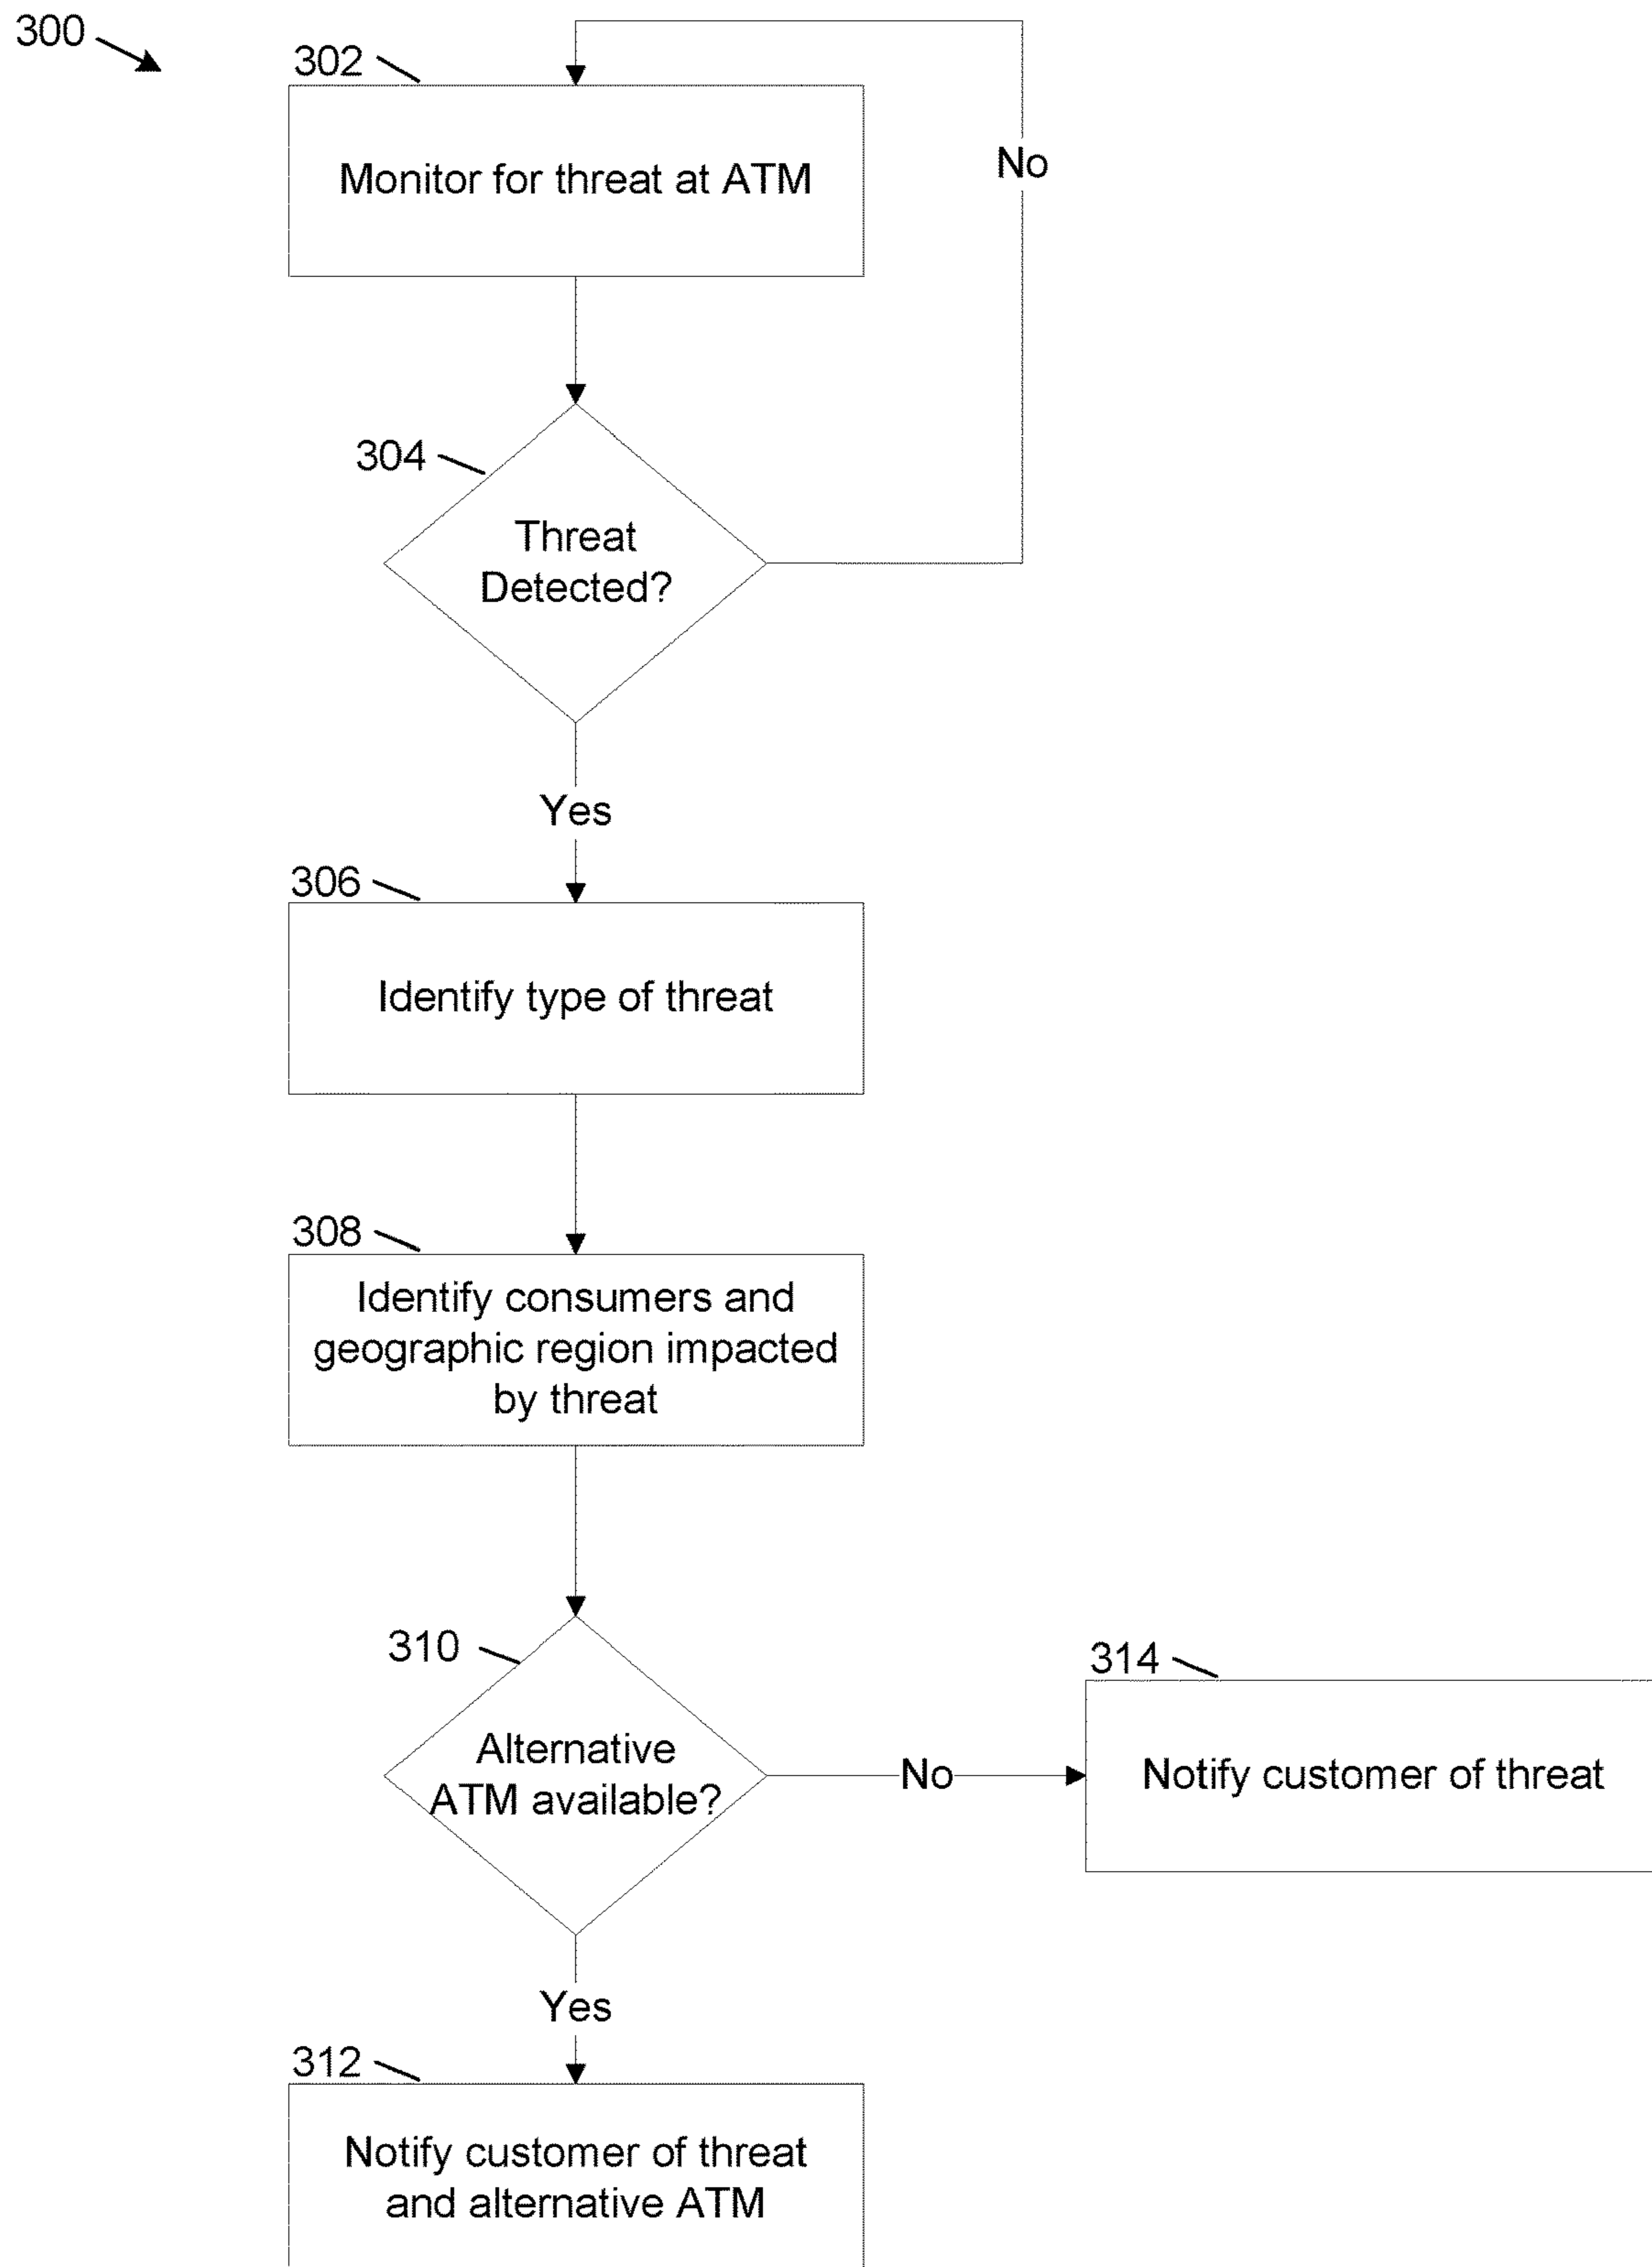 300
302
Monitor for threat at ATM
No
304
Threat
Detected?
Yes
306
Identify type of threat
308
Identify consumers and
geographic region impacted
by threat
310
Alternative
ATM available?
No
314
Notify customer of threat
Yes
312
Notify customer of threat
and alternative ATM